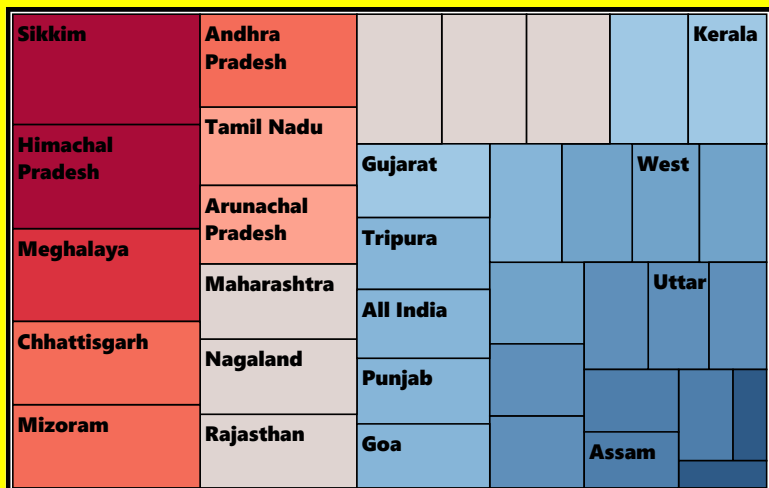 Sikkim
Himachal
Pradesh
Meghalaya
Chhattisgarh
Mizoram
Andhra
Pradesh
Tamil Nadu
Arunachal
Pradesh
Maharashtra
Nagaland
Rajasthan
Kerala
Gujarat
Tripura
All India
Punjab
Goa
West
Uttar
Assam